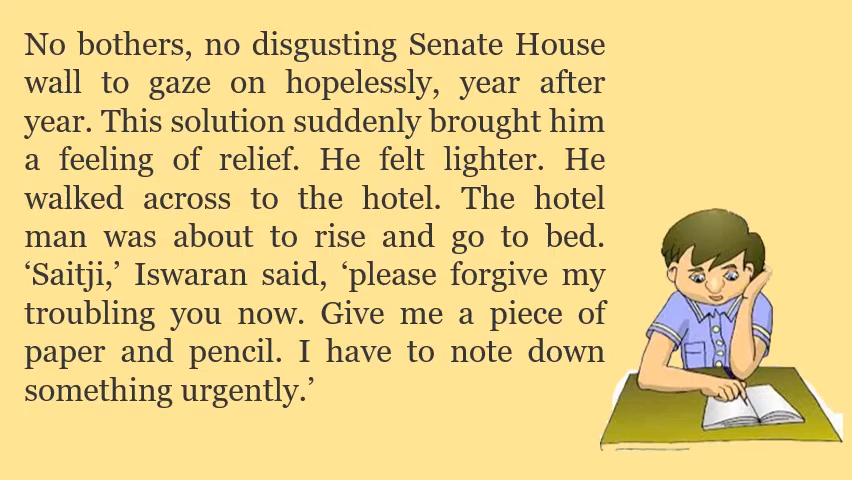 No bothers, no disgusting Senate House
wall to gaze on hopelessly, year after
year. This solution suddenly brought him
a feeling of relief. He felt lighter. He
walked across to the hotel. The hotel
man was about to rise and go to bed.
‘Saitji,’ Iswaran said, ‘please forgive my
troubling you now. Give me a piece of
paper and pencil. I have to note down
something urgently.’